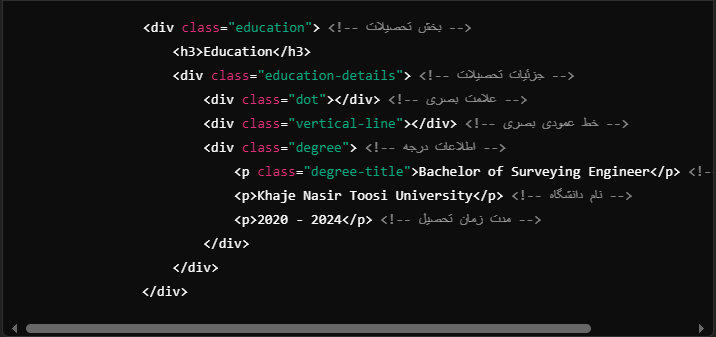 <div class="education"> <!-- بخش تحصیلات -->
<h3>Education</h3>
<div class="education-details"> <!-- جزئیات تحصیلات -->
<div class="dot"></div> <!-- علامت بصری -->
<div class="vertical-line"></div> <!-- خط عمودی بصری -->
<div class="degree"> <!-- اطلاعات درجه -->
<p class="degree-title">Bachelor of Surveying Engineer</p> <!--
<p>Khaje Nasir Toosi University</p> <!-- نام دانشگاه -->
<p>2020 - 2024</p> <!-- مدت زمان تحصیل -->
</div>
</div>
</div>